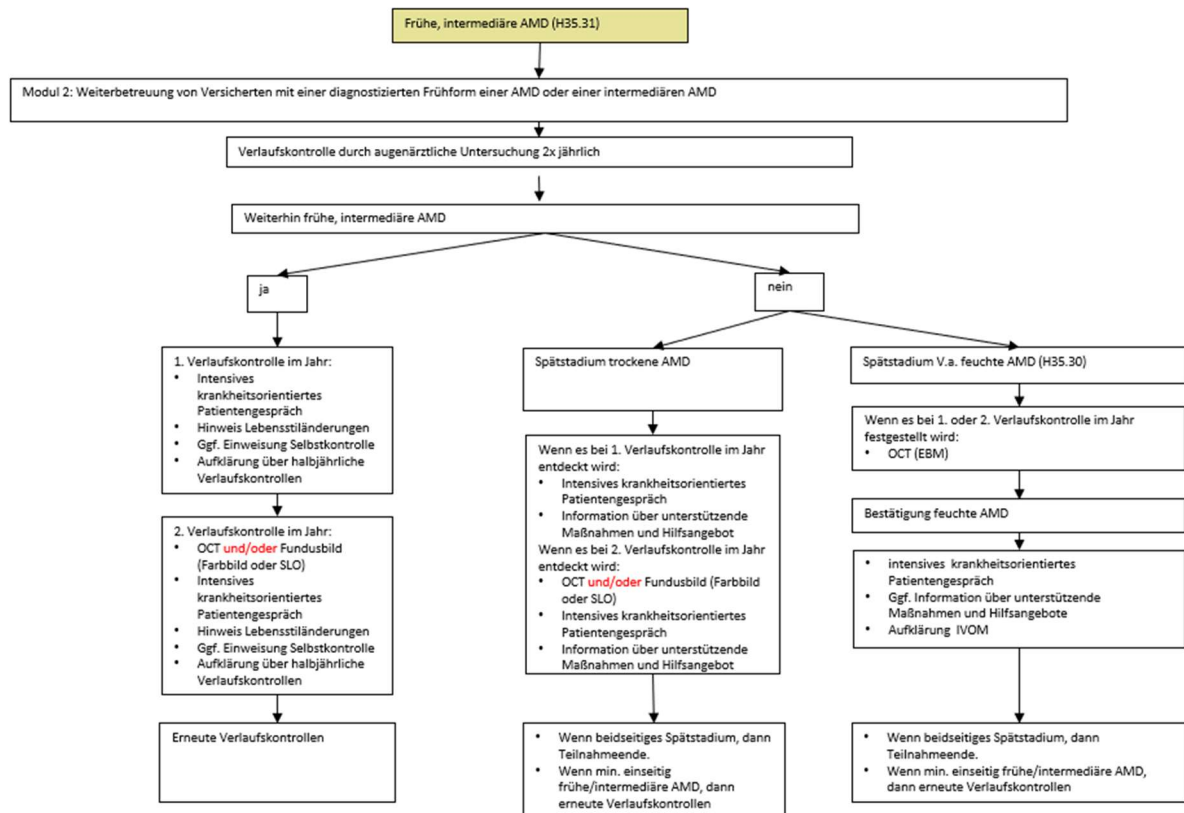 Frühe, intermediäre AMD (H35.31)
Modul 2: Weiterbetreuung von Versicherten mit einer diagnostizierten Frühform einer AMD oder einer intermediären AMD
Verlaufskontrolle durch augenärztliche Untersuchung 2x jährlich
Weiterhin frühe, intermediäre AMD
ja
nein
1. Verlaufskontrolle im Jahr:
• Intensives
krankheitsorientiertes
Patientengespräch
• Hinweis Lebensstiländerungen
• Ggf. Einweisung Selbstkontrolle
• Aufklärung über halbjährliche
Verlaufskontrollen
2. Verlaufskontrolle im Jahr:
• OCT und/oder Fundusbild
(Farbbild oder SLO)
• Intensives
krankheitsorientiertes
Patientengespräch
• Hinweis Lebensstiländerungen
• Ggf. Einweisung Selbstkontrolle
• Aufklärung über halbjährliche
Verlaufskontrollen
Erneute Verlaufskontrollen
Spätstadium trockene AMD
Wenn es bei 1. Verlaufskontrolle im Jahr
entdeckt wird:
• Intensives krankheitsorientiertes
Patientengespräch
• Information über unterstützende
Maßnahmen und Hilfsangebot
Wenn es bei 2. Verlaufskontrolle im Jahr
entdeckt wird:
• OCT und/oder Fundusbild (Farbbild
oder SLO)
• Intensives krankheitsorientiertes
Patientengespräch
• Information über unterstützende
Maßnahmen und Hilfsangebot
• Wenn beidseitiges Spätstadium, dann
Teilnahmeende.
• Wenn min. einseitig
frühe/intermediäre AMD, dann
erneute Verlaufskontrollen
Spätstadium V.a. feuchte AMD (H35.30)
Wenn es bei 1. oder 2. Verlaufskontrolle im Jahr
festgestellt wird:
• OCT (EBM)
Bestätigung feuchte AMD
• intensives krankheitsorientiertes
Patientengespräch
• Ggf. Information über unterstützende
Maßnahmen und Hilfsangebote
• Aufklärung IVOM
• Wenn beidseitiges Spätstadium, dann
Teilnahmeende.
• Wenn min. einseitig frühe/intermediäre AMD,
dann erneute Verlaufskontrollen